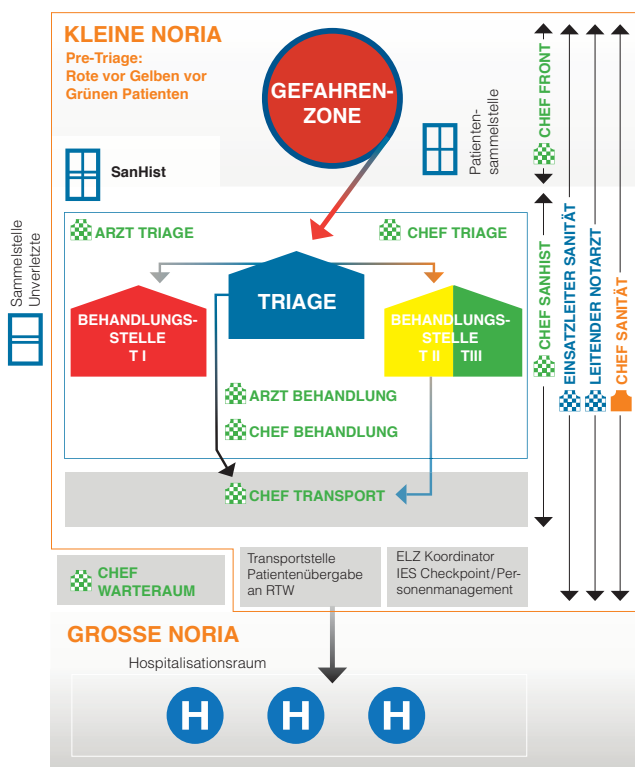 KLEINE NORIA
Pre-Triage:
Rote vor Gelben vor
Grünen Patienten
GEFAHREN-
ZONE
Patienten-
sammelstelle
SanHist
Sammelstelle
Unverletzte
ARZT TRIAGE
CHEF TRIAGE
TRIAGE
BEHANDLUNGS-
STELLE
T I
BEHANDLUNGS-
STELLE
T II TIII
ARZT BEHANDLUNG
CHEF BEHANDLUNG
CHEF TRANSPORT
CHEF FRONT
CHEF SANHIST
EINSATZLEITER SANITÄT
LEITENDER NOTARZT
CHEF SANITÄT
CHEF
WARTERAUM
Transportstelle
Patientenübergabe
an RTW
ELZ Koordinator
IES Checkpoint/Per-
sonenmanagement
GROSSE NORIA
Hospitalisationsraum
H H H